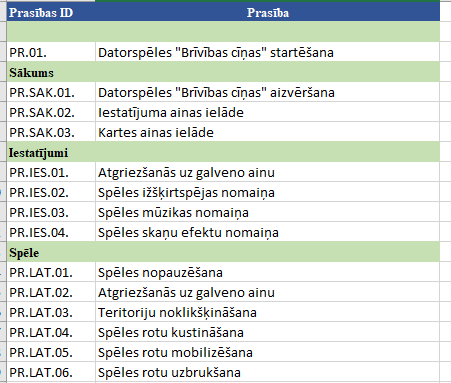 Prasības ID Prasība
PR.01. Datorspēles "Brīvības cīņas" startēšana
Sākums
PR.SAK.01. Datorspēles "Brīvības cīņas" aizvēršana
PR.SAK.02. Iestatījuma ainas ielāde
PR.SAK.03. Kartes ainas ielāde
Iestatījumi
PR.IES.01. Atgriezšanās uz galveno ainu
PR.IES.02. Spēles ižšķirtspējas nomaiņa
PR.IES.03. Spēles mūzikas nomaiņa
PR.IES.04. Spēles skaņu efektu nomaiņa
Spēle
PR.LAT.01. Spēles nopauzēšana
PR.LAT.02. Atgriezšanās uz galveno ainu
PR.LAT.03. Teritoriju noklikšķināšana
PR.LAT.04. Spēles rotu kustināšana
PR.LAT.05. Spēles rotu mobilizēšana
PR.LAT.06. Spēles rotu uzbrukšana